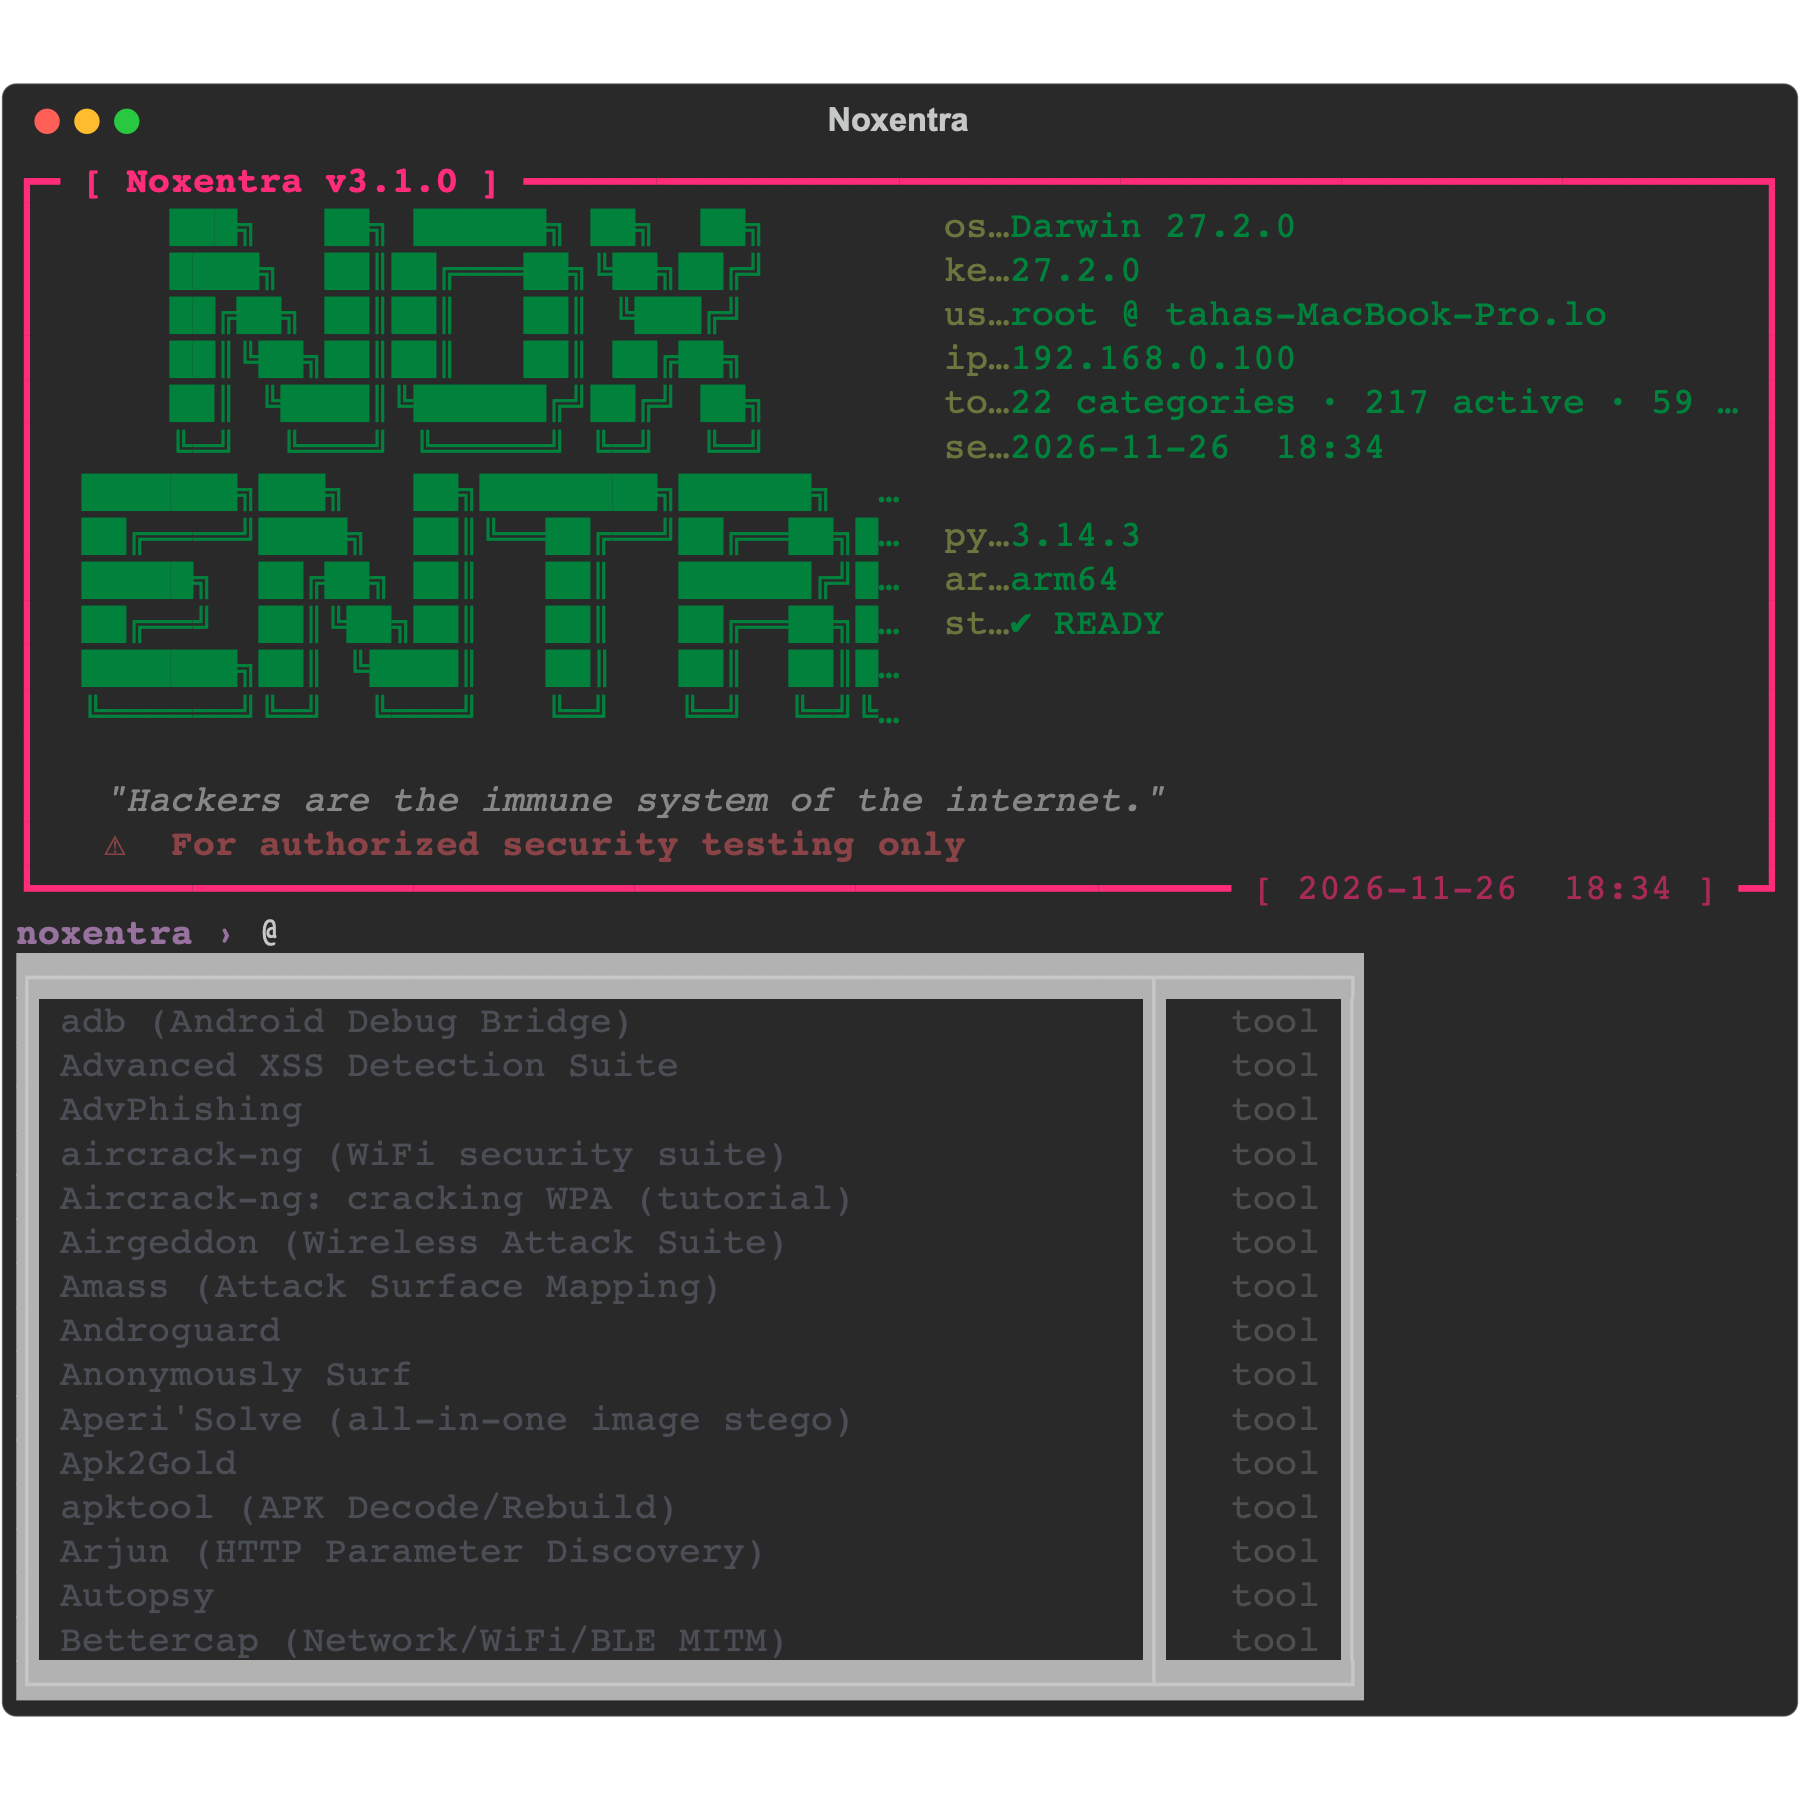 Noxentra
[ Noxentra v3.1.0 ]
NOX
ENTR
os…Darwin 27.2.0
ke…27.2.0
us…root @ tahas-MacBook-Pro.lo
ip…192.168.0.100
to…22 categories · 217 active · 59 …
se…2026-11-26  18:34
py…3.14.3
ar…arm64
st…✔ READY
"Hackers are the immune system of the internet."
⚠  For authorized security testing only
[ 2026-11-26  18:34 ]
noxentra › @
adb (Android Debug Bridge) tool
Advanced XSS Detection Suite tool
AdvPhishing tool
aircrack-ng (WiFi security suite) tool
Aircrack-ng: cracking WPA (tutorial) tool
Airgeddon (Wireless Attack Suite) tool
Amass (Attack Surface Mapping) tool
Androguard tool
Anonymously Surf tool
Aperi'Solve (all-in-one image stego) tool
Apk2Gold tool
apktool (APK Decode/Rebuild) tool
Arjun (HTTP Parameter Discovery) tool
Autopsy tool
Bettercap (Network/WiFi/BLE MITM) tool